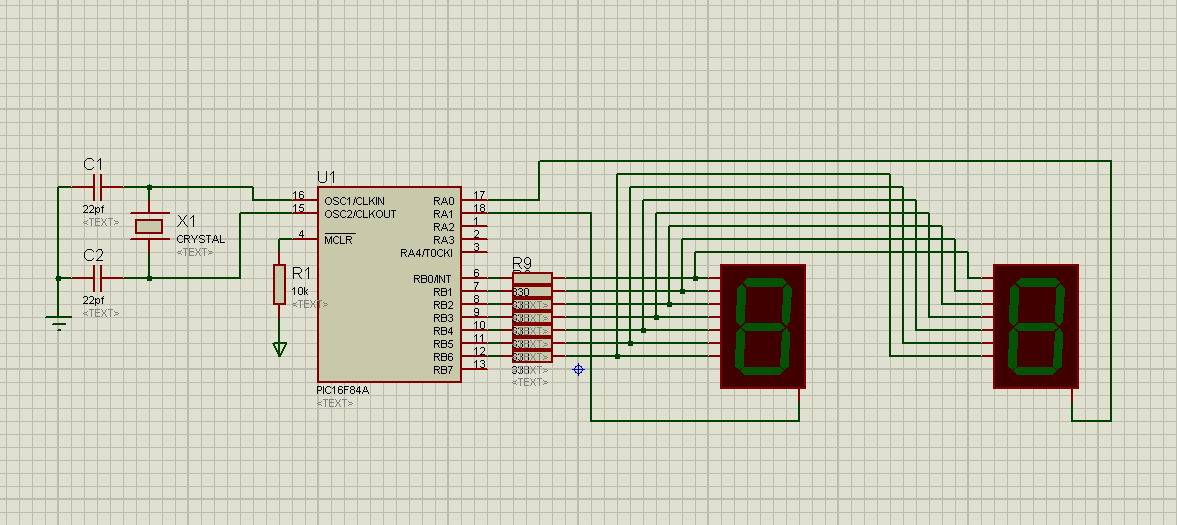 C1
22pf
<TEXT>
X1
CRYSTAL
<TEXT>
C2
22pf
<TEXT>
R1
10k
<TEXT>
U1
16
OSC1/CLKIN
15
OSC2/CLKOUT
4
MCLR
RA0
17
RA1
18
RA2
1
RA3
2
RA4/T0CKI
3
RB0/INT
6
RB1
7
RB2
8
RB3
9
RB4
10
RB5
11
RB6
12
RB7
13
PIC16F84A
<TEXT>
R9
330
<TEXT>